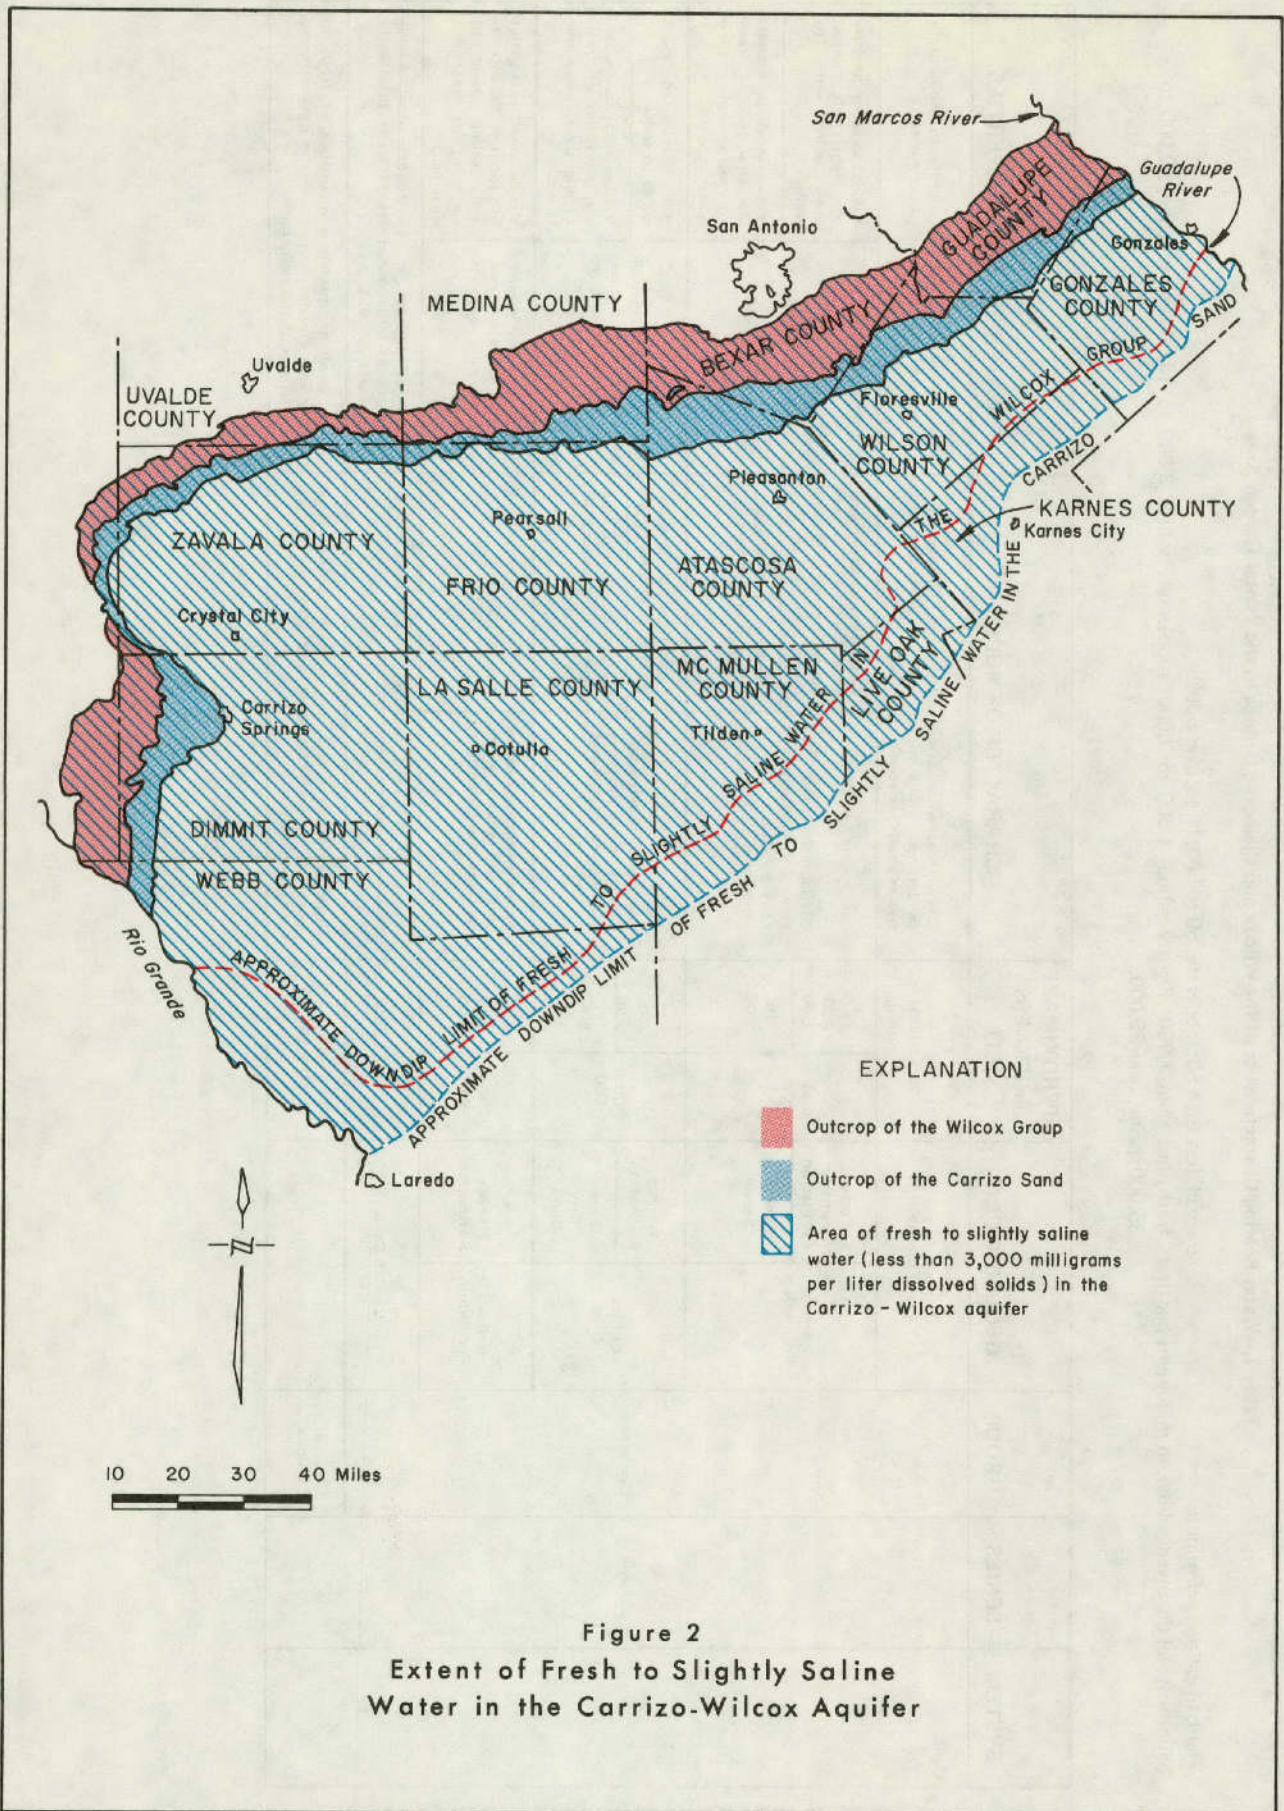 San Marcos River
Guadalupe
River
San Antonio
GUADALUPE
COUNTY
Gonzales
GONZALES
COUNTY
MEDINA COUNTY
BEXAR COUNTY
Uvalde
UVALDE
COUNTY
Floresville
WILSON
COUNTY
Pleasanton
KARNES COUNTY
Karnes City
Pearsall
ZAVALA COUNTY
FRIO COUNTY
ATASCOSA
COUNTY
Crystal City
LA SALLE COUNTY
MC MULLEN
COUNTY
LIVE OAK
COUNTY
Carrizo
Springs
Cotulla
Tilden
DIMMIT COUNTY
WEBB COUNTY
Rio Grande
APPROXIMATE DOWNDIP LIMIT OF FRESH TO SLIGHTLY SALINE WATER IN THE WILCOX GROUP
APPROXIMATE DOWNDIP LIMIT OF FRESH TO SLIGHTLY SALINE WATER IN THE CARRIZO SAND
Laredo
N
EXPLANATION
Outcrop of the Wilcox Group
Outcrop of the Carrizo Sand
Area of fresh to slightly saline
water (less than 3,000 milligrams
per liter dissolved solids) in the
Carrizo - Wilcox aquifer
10 20 30 40 Miles
Figure 2
Extent of Fresh to Slightly Saline
Water in the Carrizo-Wilcox Aquifer